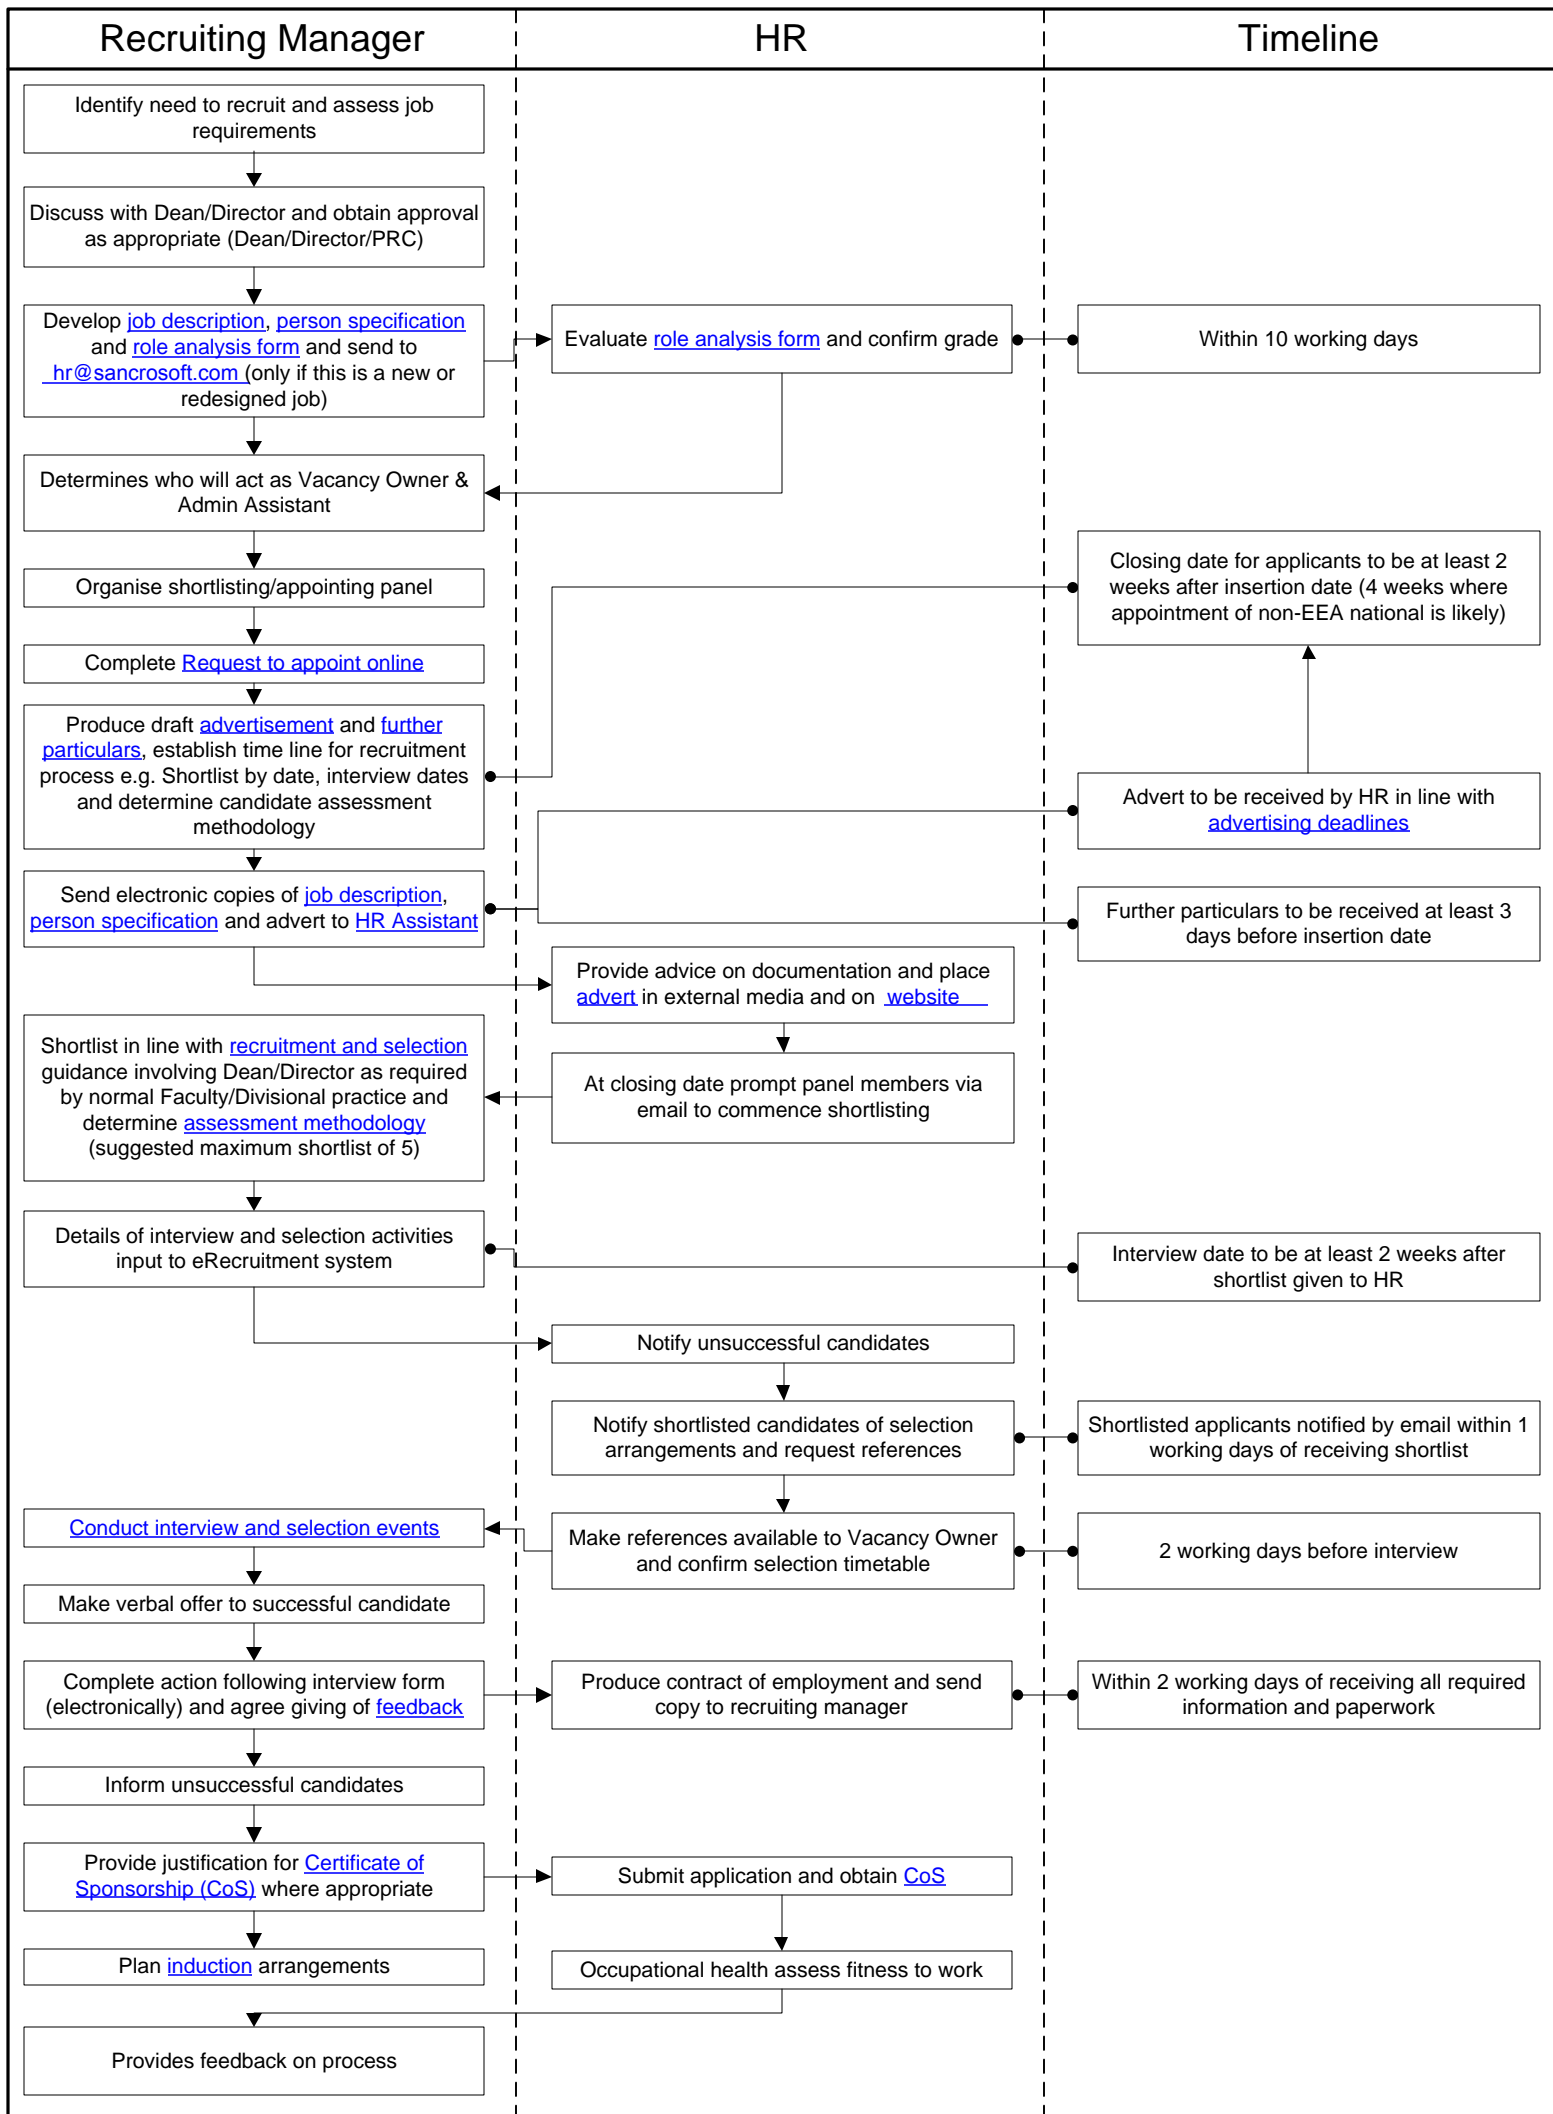 Recruiting Manager
HR
Timeline
Identify need to recruit and assess job
requirements
Discuss with Dean/Director and obtain approval
as appropriate (Dean/Director/PRC)
Develop job description, person specification
and role analysis form and send to
hr@sancrosoft.com (only if this is a new or
redesigned job)
Evaluate role analysis form and confirm grade
Within 10 working days
Determines who will act as Vacancy Owner &
Admin Assistant
Organise shortlisting/appointing panel
Closing date for applicants to be at least 2
weeks after insertion date (4 weeks where
appointment of non-EEA national is likely)
Complete Request to appoint online
Produce draft advertisement and further
particulars, establish time line for recruitment
process e.g. Shortlist by date, interview dates
and determine candidate assessment
methodology
Advert to be received by HR in line with
advertising deadlines
Send electronic copies of job description,
person specification and advert to HR Assistant
Further particulars to be received at least 3
days before insertion date
Provide advice on documentation and place
advert in external media and on website
Shortlist in line with recruitment and selection
guidance involving Dean/Director as required
by normal Faculty/Divisional practice and
determine assessment methodology
(suggested maximum shortlist of 5)
At closing date prompt panel members via
email to commence shortlisting
Details of interview and selection activities
input to eRecruitment system
Interview date to be at least 2 weeks after
shortlist given to HR
Notify unsuccessful candidates
Notify shortlisted candidates of selection
arrangements and request references
Shortlisted applicants notified by email within 1
working days of receiving shortlist
Conduct interview and selection events
Make references available to Vacancy Owner
and confirm selection timetable
2 working days before interview
Make verbal offer to successful candidate
Complete action following interview form
(electronically) and agree giving of feedback
Produce contract of employment and send
copy to recruiting manager
Within 2 working days of receiving all required
information and paperwork
Inform unsuccessful candidates
Provide justification for Certificate of
Sponsorship (CoS) where appropriate
Submit application and obtain CoS
Plan induction arrangements
Occupational health assess fitness to work
Provides feedback on process